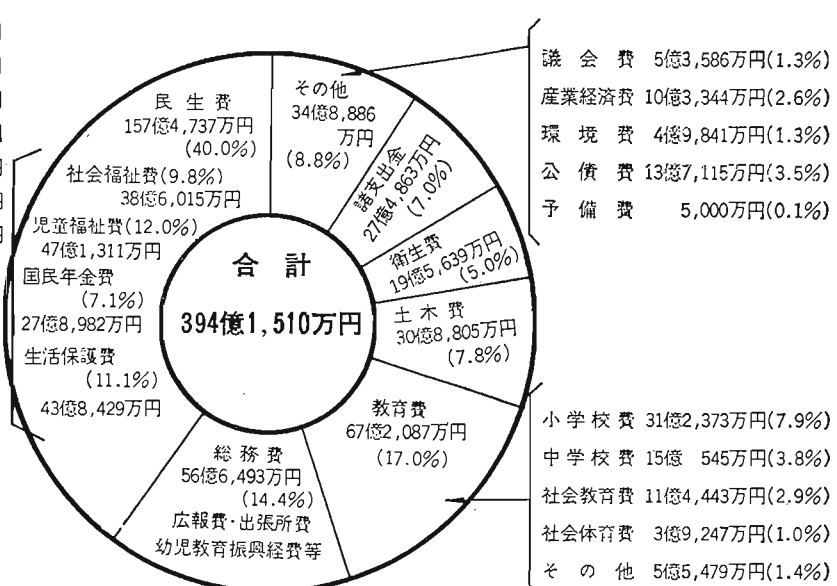 その他
34億8,886
万円
(8.8%)
諸支出金
27億4,863万円
(7.0%)
衛生費
19億5,639万円
(5.0%)
土木費
30億8,805万円
(7.8%)
教育費
67億2,087万円
(17.0%)
総務費
56億6,493万円
(14.4%)
広報費・出張所費
幼児教育振興経費等
民生費
157億4,737万円
(40.0%)
社会福祉費(9.8%)
38億6,015万円
児童福祉費(12.0%)
47億1,311万円
国民年金費
(7.1%)
27億8,982万円
生活保護費
(11.1%)
43億8,429万円
合計
394億1,510万円
議会費 5億3,586万円(1.3%)
産業経済費 10億3,344万円(2.6%)
環境費 4億9,841万円(1.3%)
公債費 13億7,115万円(3.5%)
予備費 5,000万円(0.1%)
小学校費 31億2,373万円(7.9%)
中学校費 15億 545万円(3.8%)
社会教育費 11億4,443万円(2.9%)
社会体育費 3億9,247万円(1.0%)
その他 5億5,479万円(1.4%)